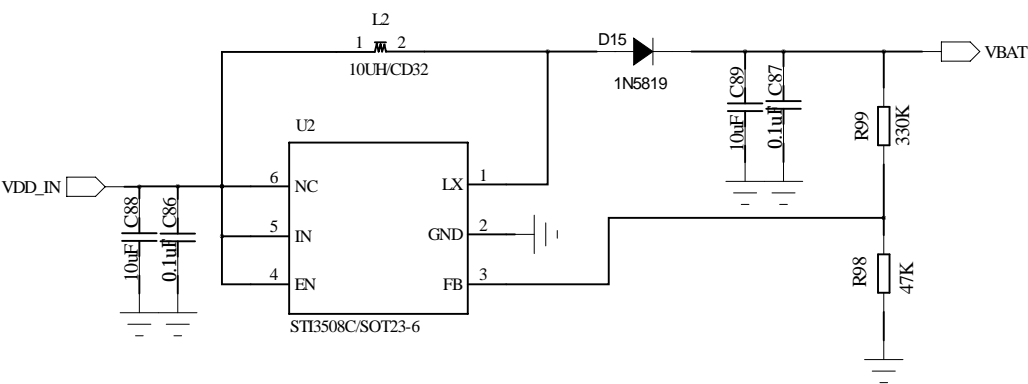 L2
1 2
10UH/CD32
D15
1N5819
VBAT
C89
10uF
C87
0.1uF
R99
330K
U2
VDD_IN
6 NC
LX 1
5 IN
GND 2
4 EN
FB 3
C88
10uF
C86
0.1uF
R98
47K
STI3508C/SOT23-6